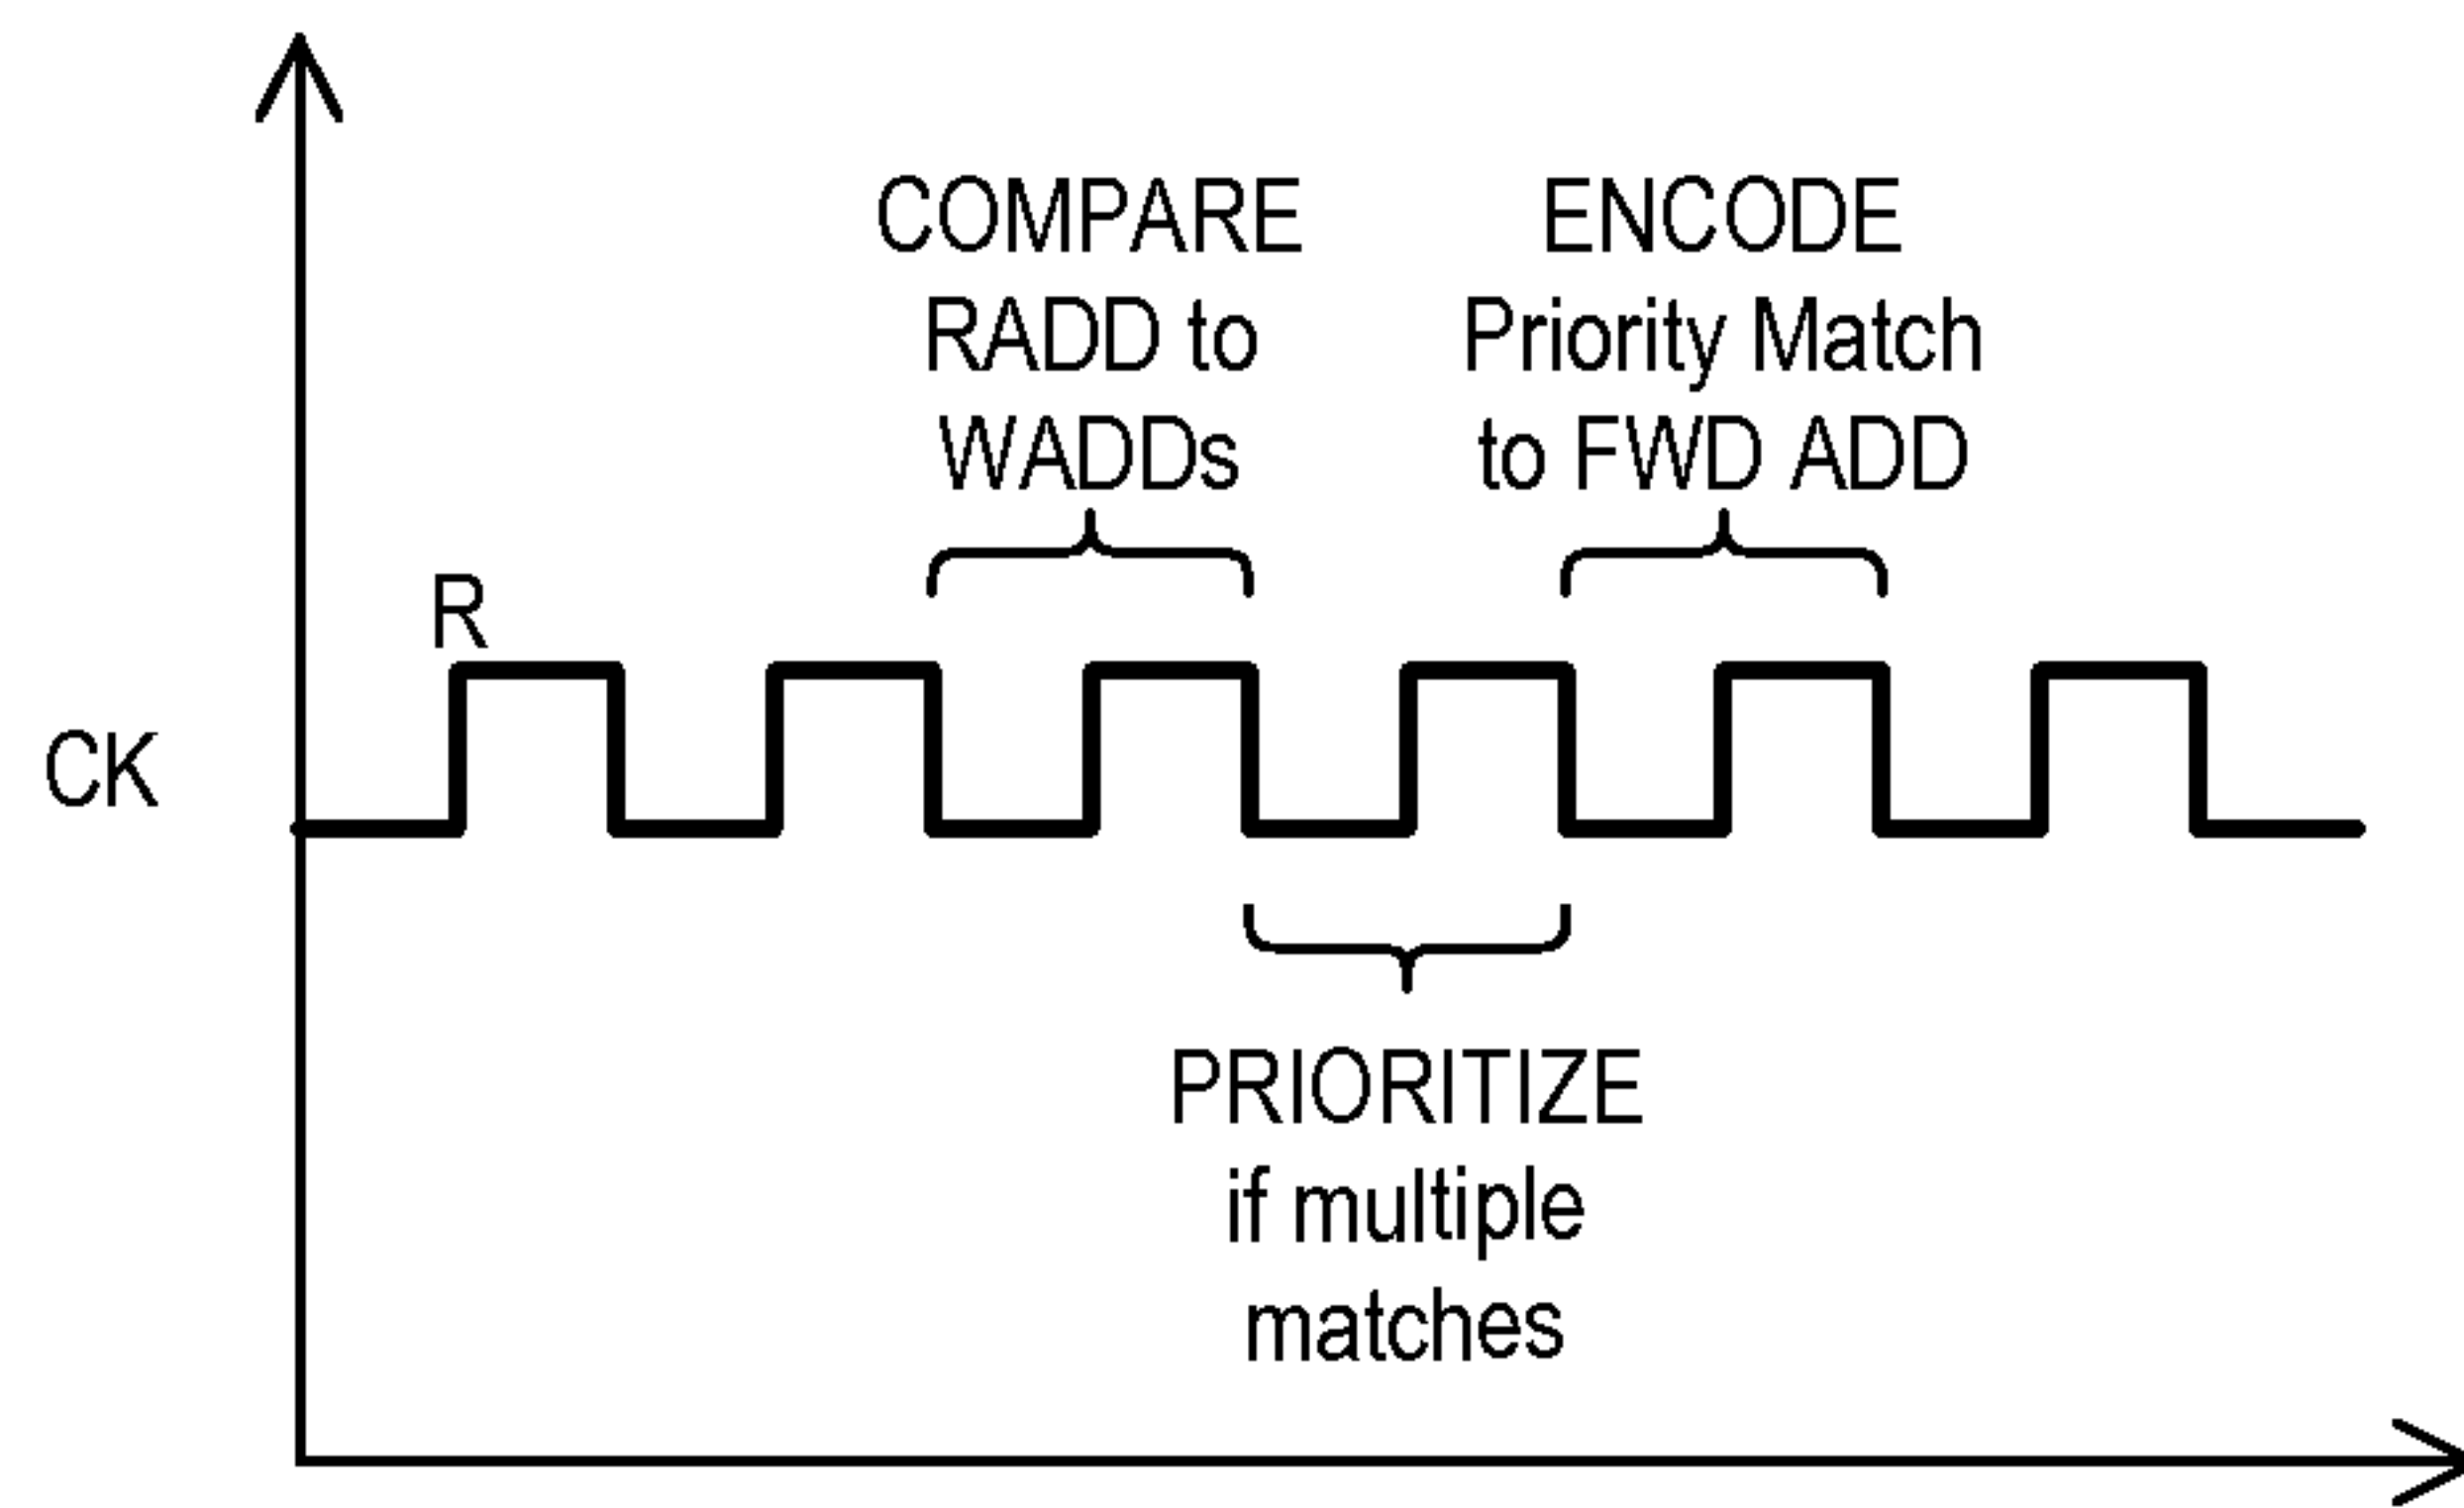 COMPARE
RADD to
WADDs
ENCODE
Priority Match
to FWD ADD
R
CK
PRIORITIZE
if multiple
matches